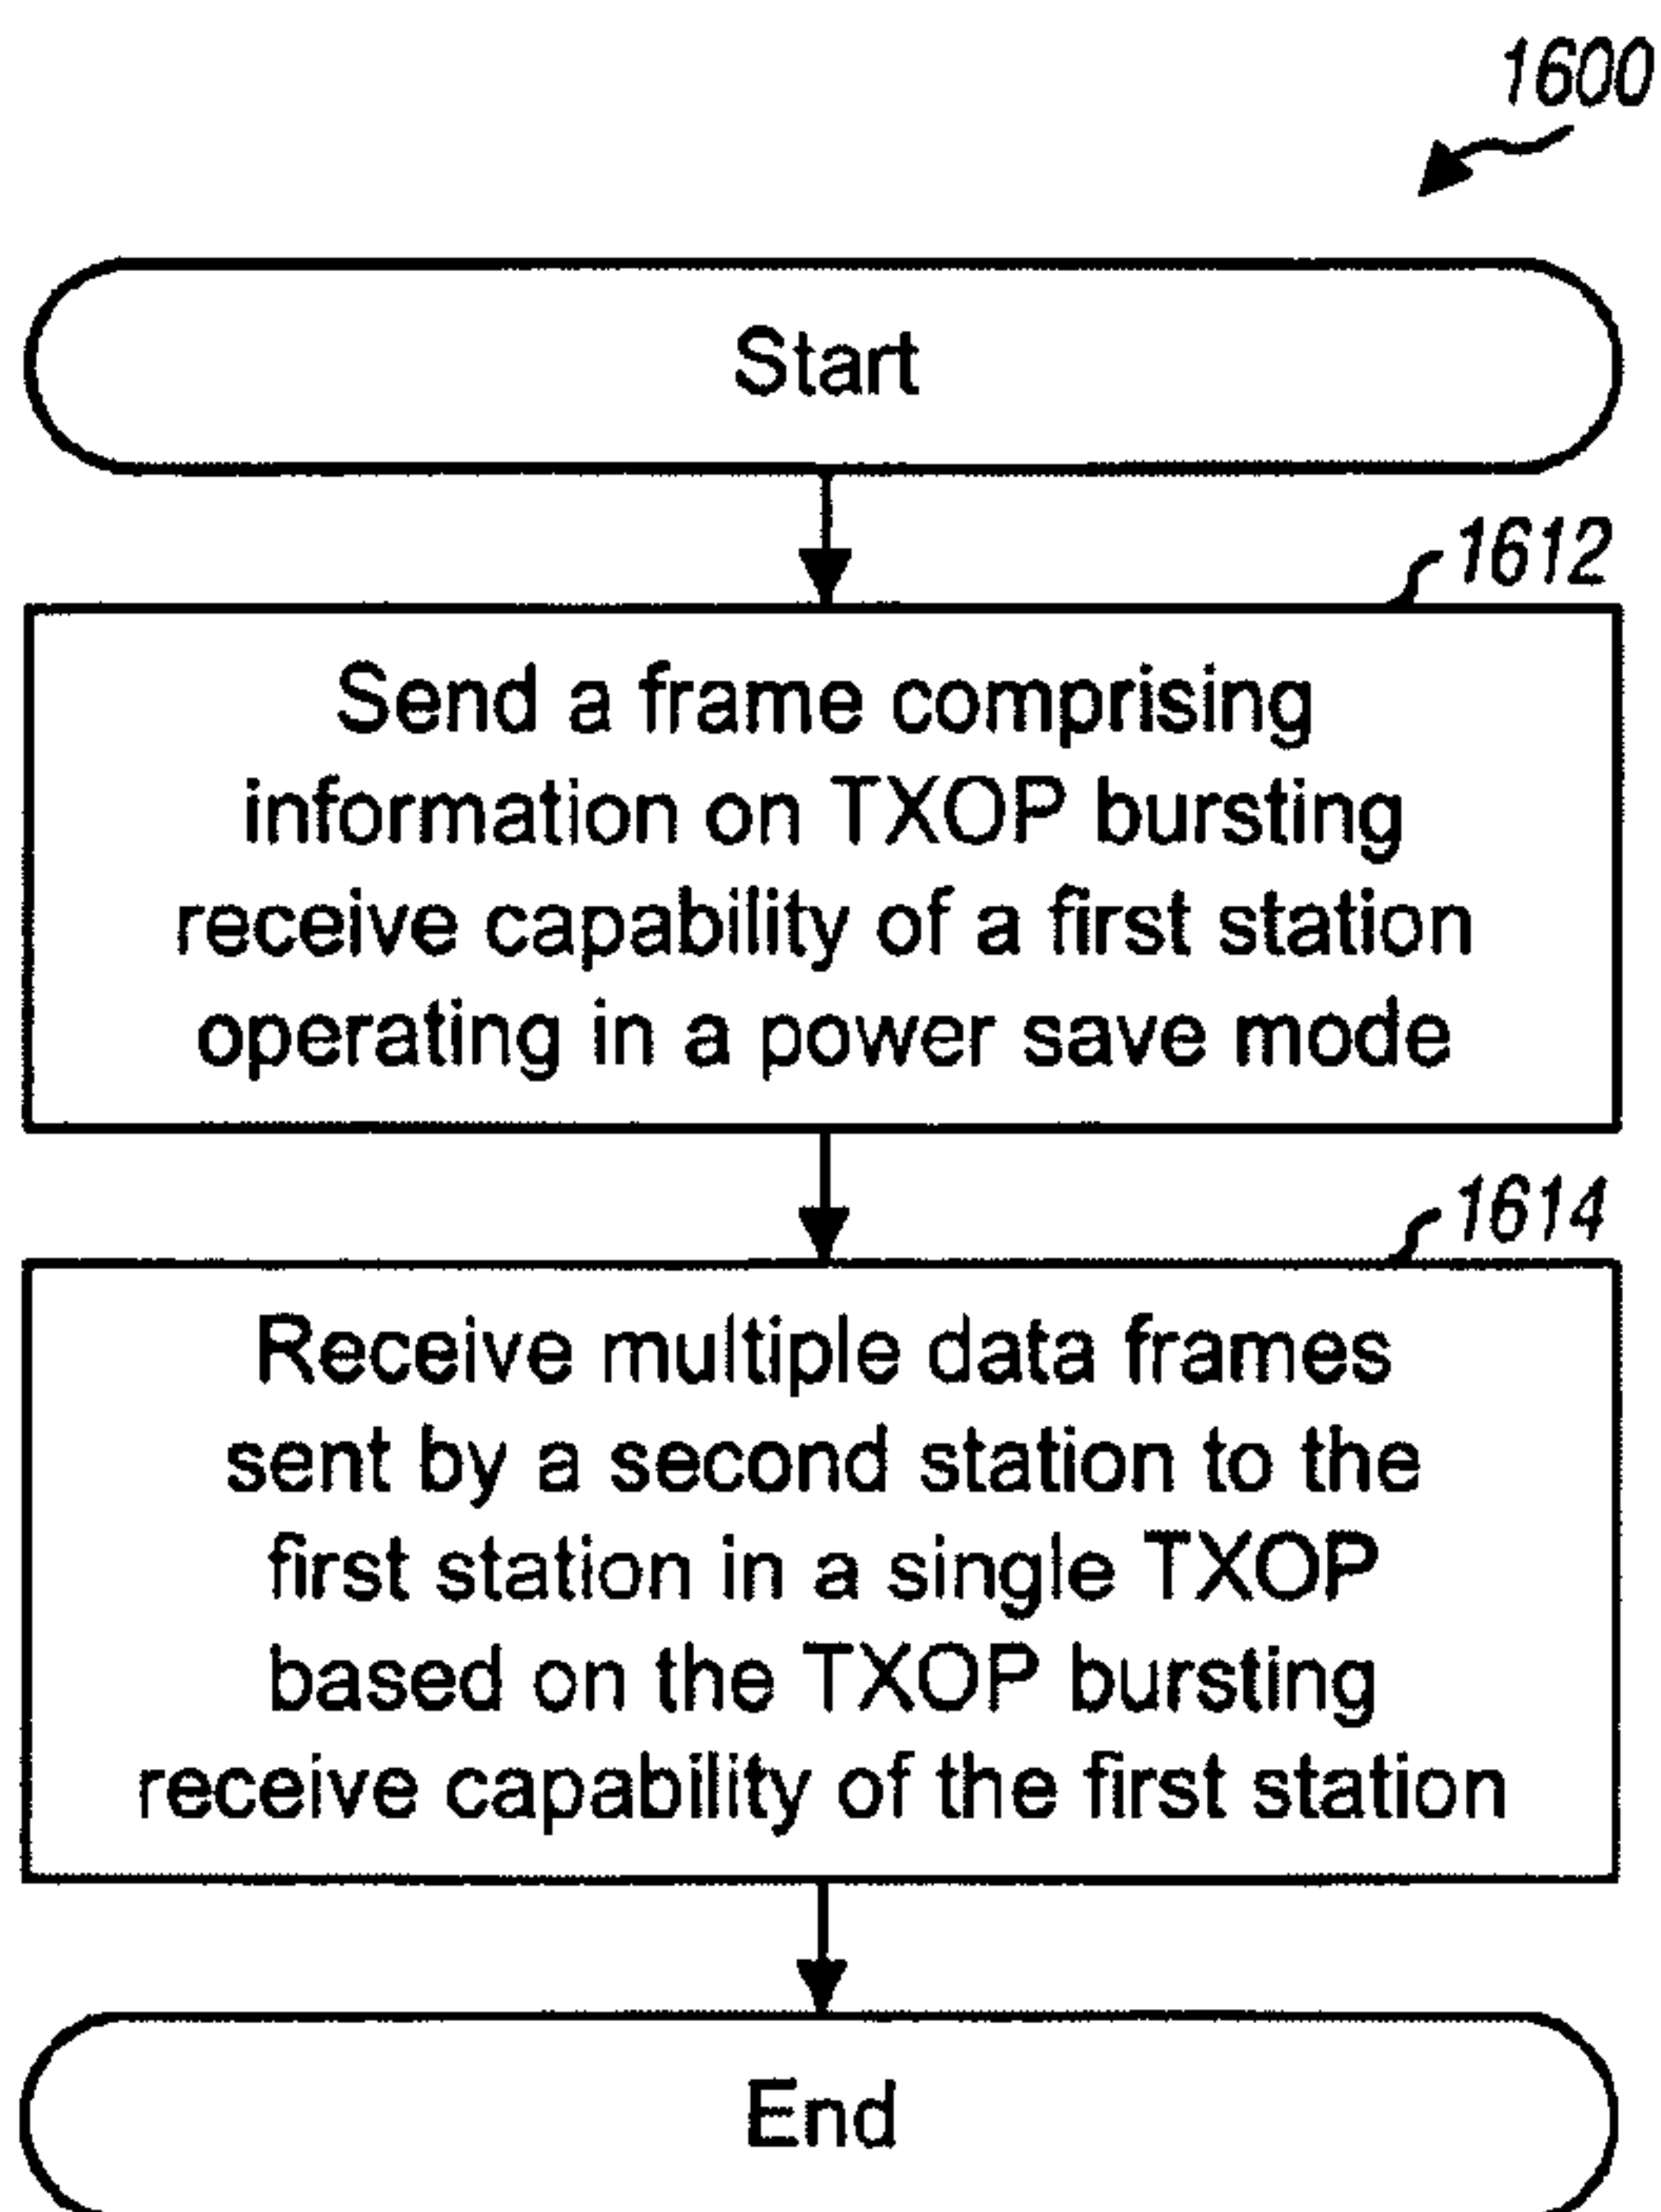 1600
Start
1612
Send a frame comprising
information on TXOP bursting
receive capability of a first station
operating in a power save mode
1614
Receive multiple data frames
sent by a second station to the
first station in a single TXOP
based on the TXOP bursting
receive capability of the first station
End